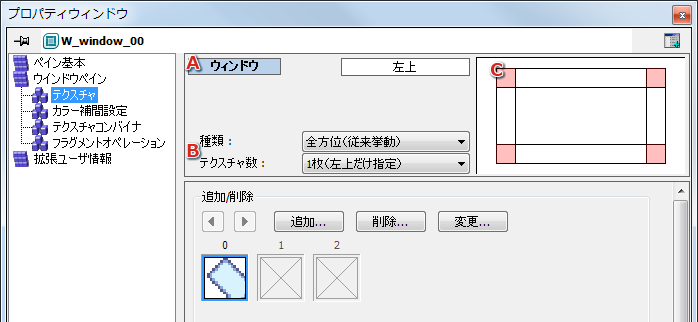 プロパティウィンドウ
W_window_00
ペイン基本
ウインドウペイン
テクスチャ
カラー補間設定
テクスチャコンバイナ
フラグメントオペレーション
拡張ユーザ情報
A ウィンドウ 左上 C
種類：全方位(従来挙動)
B
テクスチャ数：1枚(左上だけ指定)
追加/削除
追加... 削除... 変更...
0 1 2